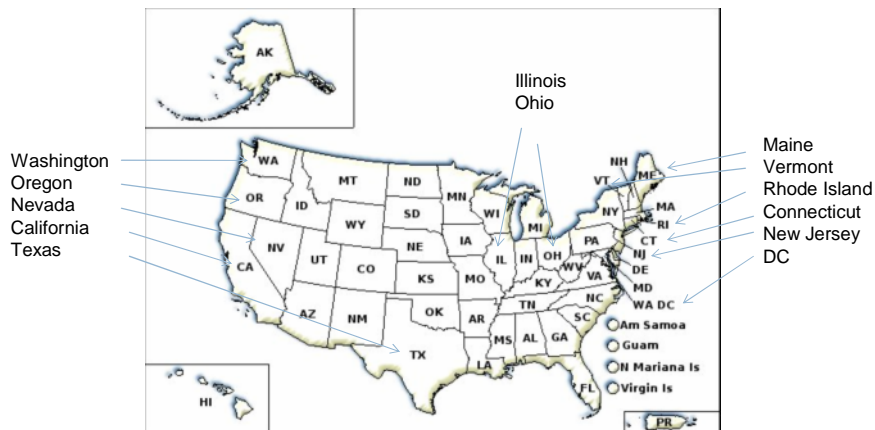 AK
Illinois
Ohio
Washington
Oregon
Nevada
California
Texas
Maine
Vermont
Rhode Island
Connecticut
New Jersey
DC
WA
OR
CA
NV
ID
MT
WY
UT
AZ
CO
NM
ND
SD
NE
KS
OK
TX
MN
IA
MO
AR
LA
WI
IL
MI
IN
OH
KY
TN
MS
AL
GA
FL
SC
NC
VA
WV
PA
NY
VT
NH
ME
MA
RI
CT
NJ
DE
MD
WA DC
Am Samoa
Guam
N Mariana Is
Virgin Is
HI
PR